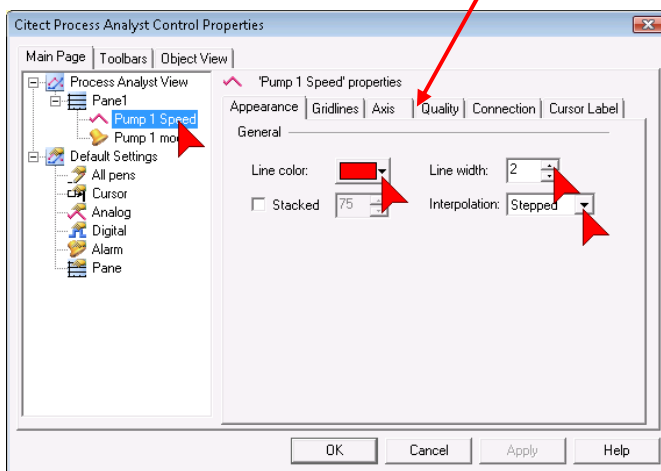 Citect Process Analyst Control Properties
Main Page Toolbars Object View
Process Analyst View
Pane1
Pump 1 Speed
Pump 1 mo
Default Settings
All pens
Cursor
Analog
Digital
Alarm
Pane
'Pump 1 Speed' properties
Appearance Gridlines Axis Quality Connection Cursor Label
General
Line color: Line width: 2
Stacked 75 Interpolation: Stepped
OK Cancel Apply Help